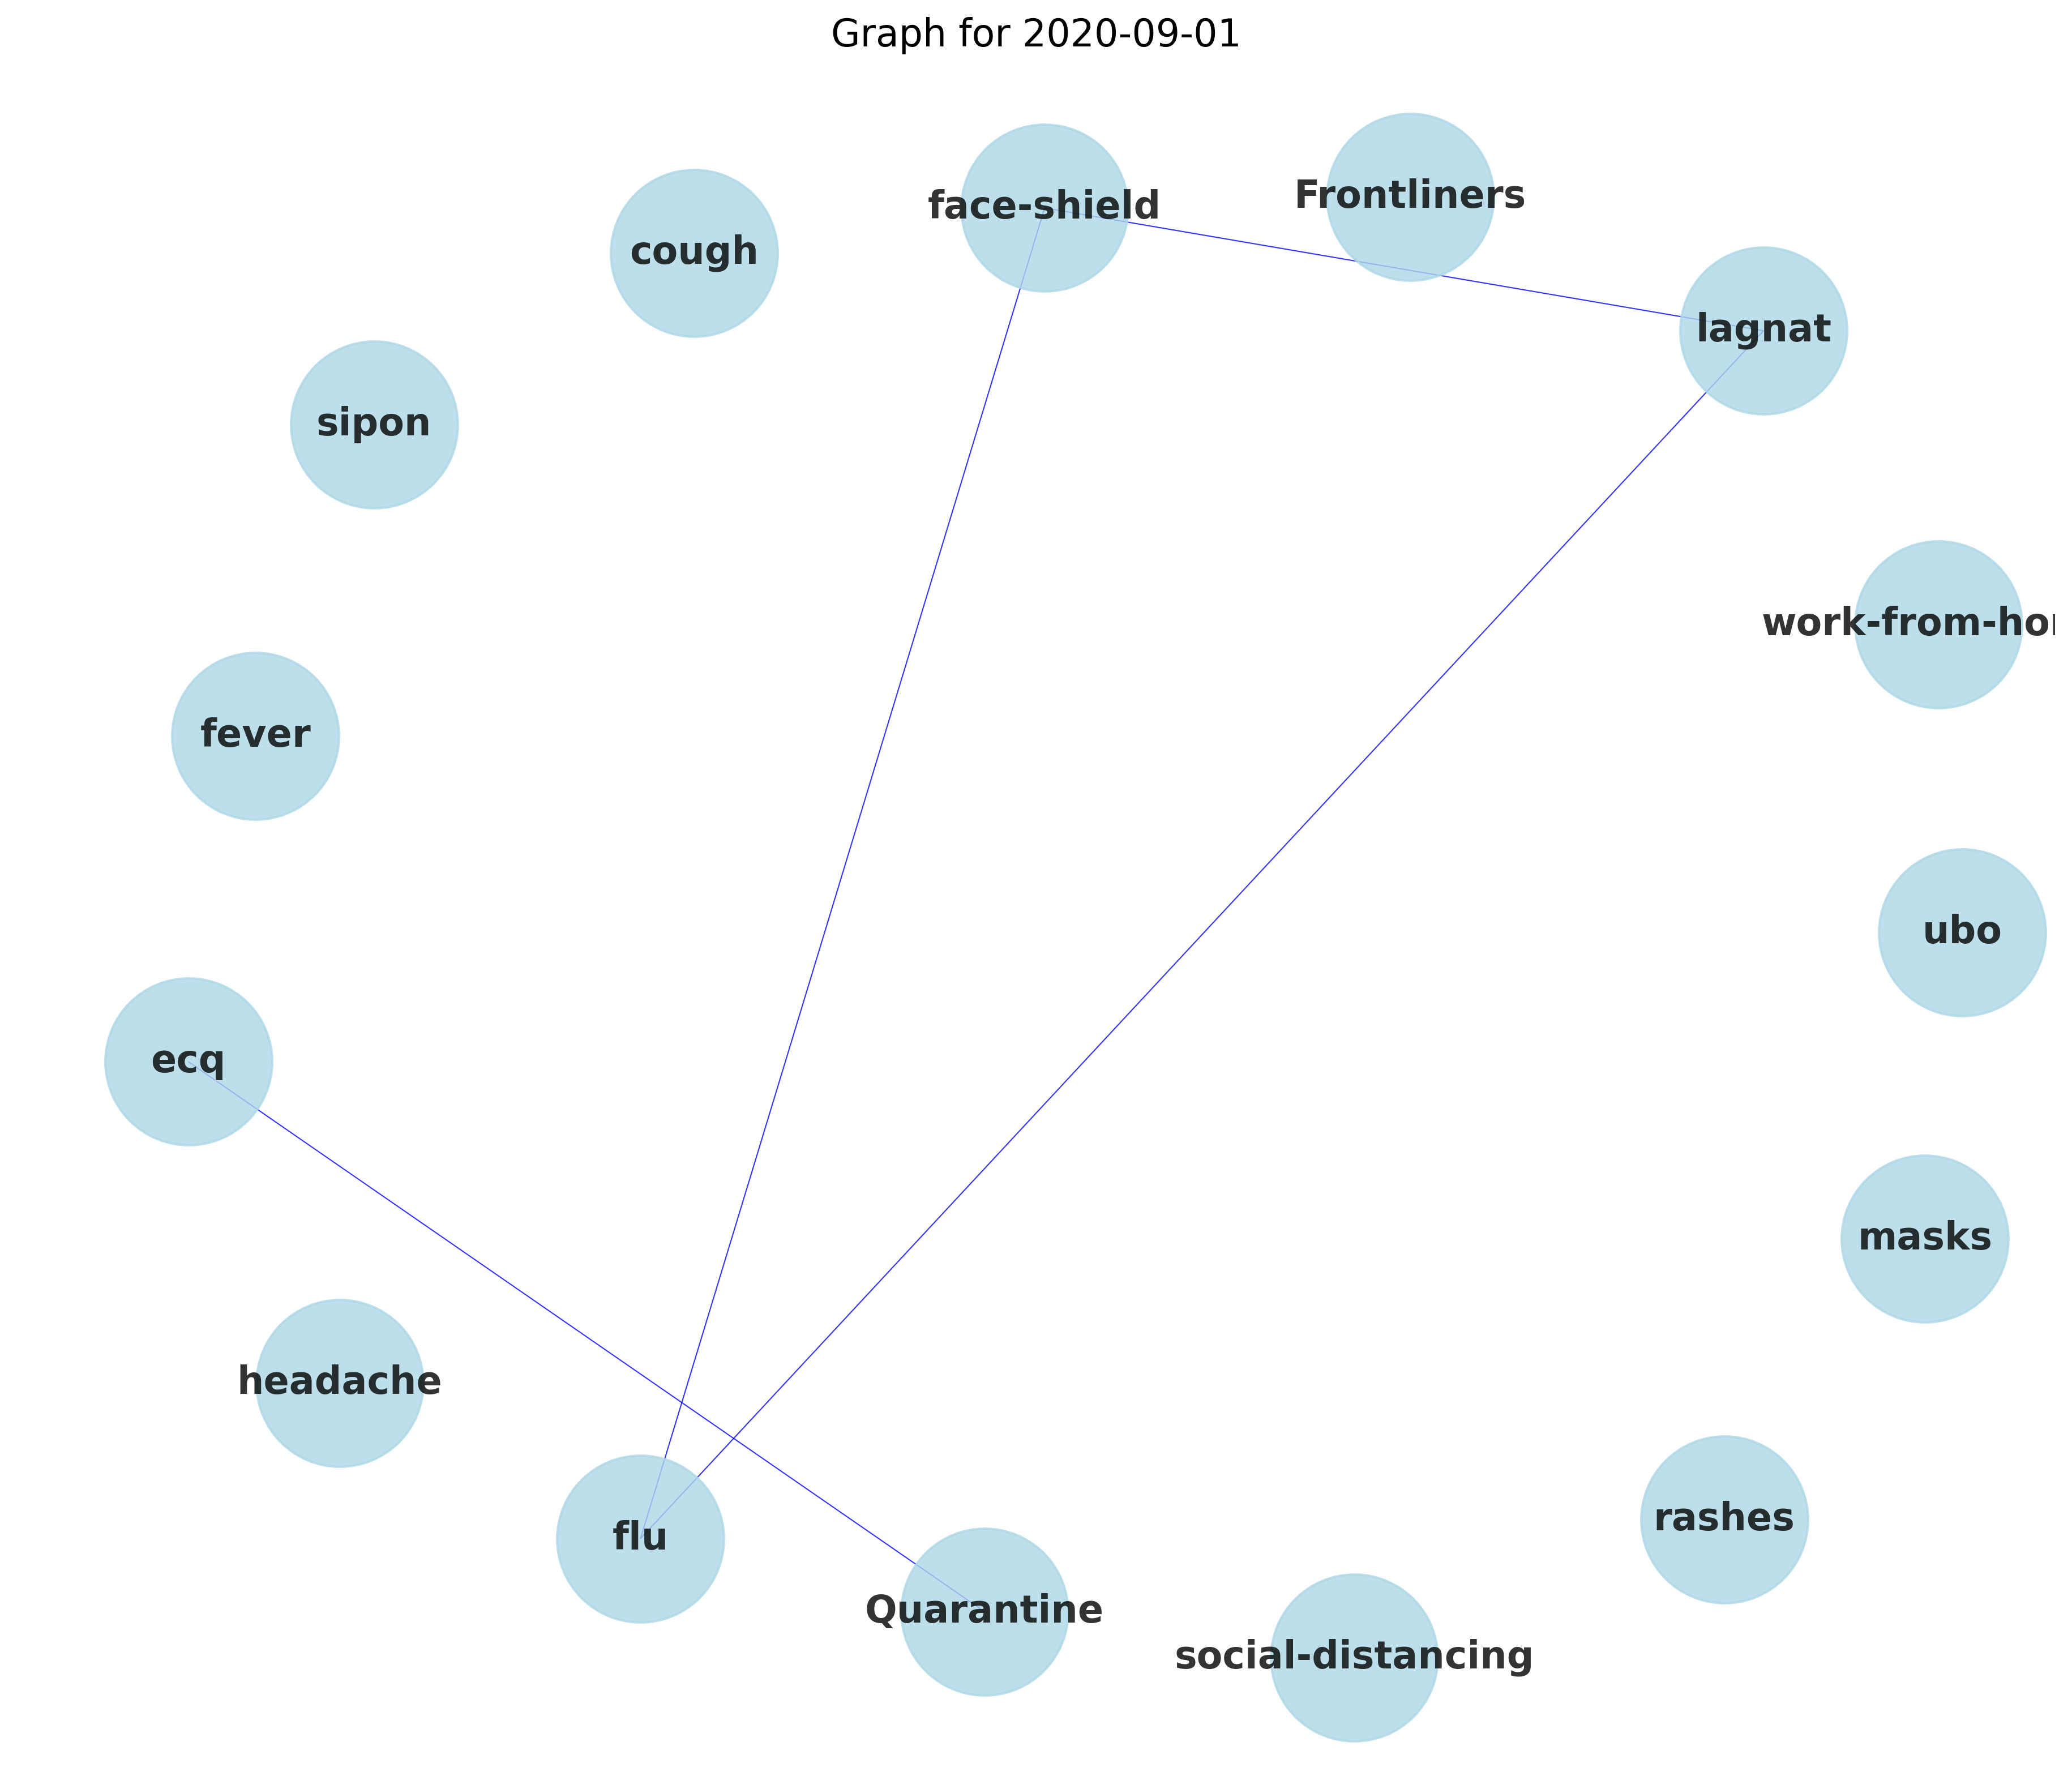 Graph for 2020-09-01
Frontliners
face-shield
cough
lagnat
sipon
work-from-ho
fever
ubo
ecq
masks
headache
rashes
flu
Quarantine
social-distancing